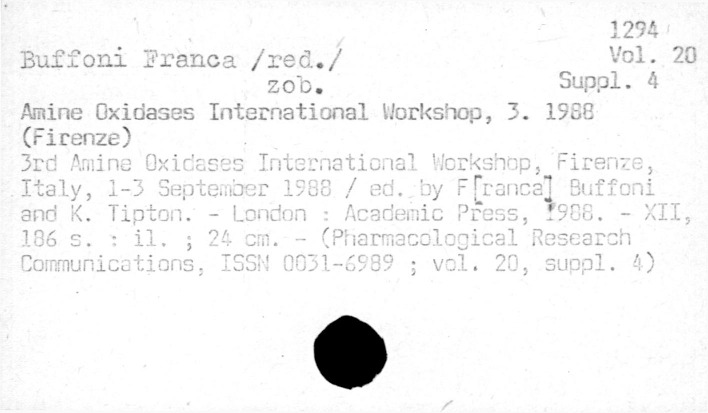 1294
Buffoni Franca /red./ Vol. 20
zob. Suppl. 4
Amine Oxidases International Workshop, 3. 1988
(Firenze)
3rd Amine Oxidases International Workshop, Firenze,
Italy, 1-3 September 1988 / ed. by F[ranca] Buffoni
and K. Tipton. - London : Academic Press, 1988. - XII,
186 s. : il. ; 24 cm. - (Pharmacological Research
Communications, ISSN 0031-6989 ; vol. 20, suppl. 4)